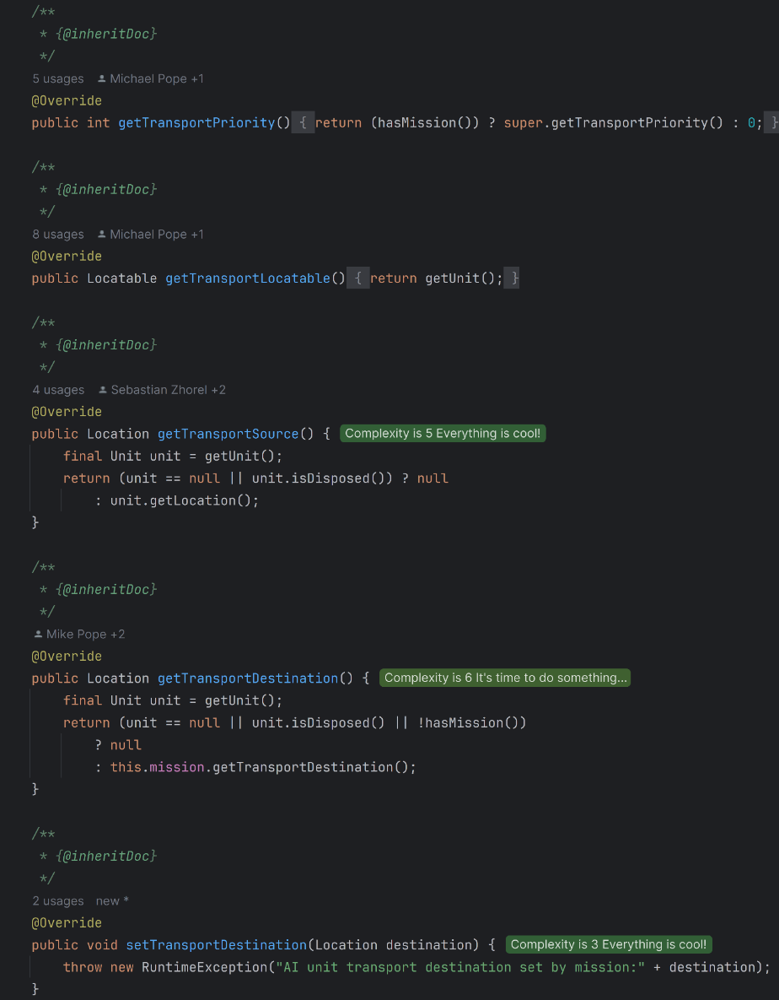 /**
 * {@inheritDoc}
 */
5 usages Michael Pope +1
@Override
public int getTransportPriority() { return (hasMission()) ? super.getTransportPriority() : 0; }
/**
 * {@inheritDoc}
 */
8 usages Michael Pope +1
@Override
public Locatable getTransportLocatable() { return getUnit(); }
/**
 * {@inheritDoc}
 */
4 usages Sebastian Zhorel +2
@Override
public Location getTransportSource() { Complexity is 5 Everything is cool!
    final Unit unit = getUnit();
    return (unit == null || unit.isDisposed()) ? null
        : unit.getLocation();
}
/**
 * {@inheritDoc}
 */
Mike Pope +2
@Override
public Location getTransportDestination() { Complexity is 6 It's time to do something...
    final Unit unit = getUnit();
    return (unit == null || unit.isDisposed() || !hasMission())
        ? null
        : this.mission.getTransportDestination();
}
/**
 * {@inheritDoc}
 */
2 usages new *
@Override
public void setTransportDestination(Location destination) { Complexity is 3 Everything is cool!
    throw new RuntimeException("AI unit transport destination set by mission:" + destination);
}